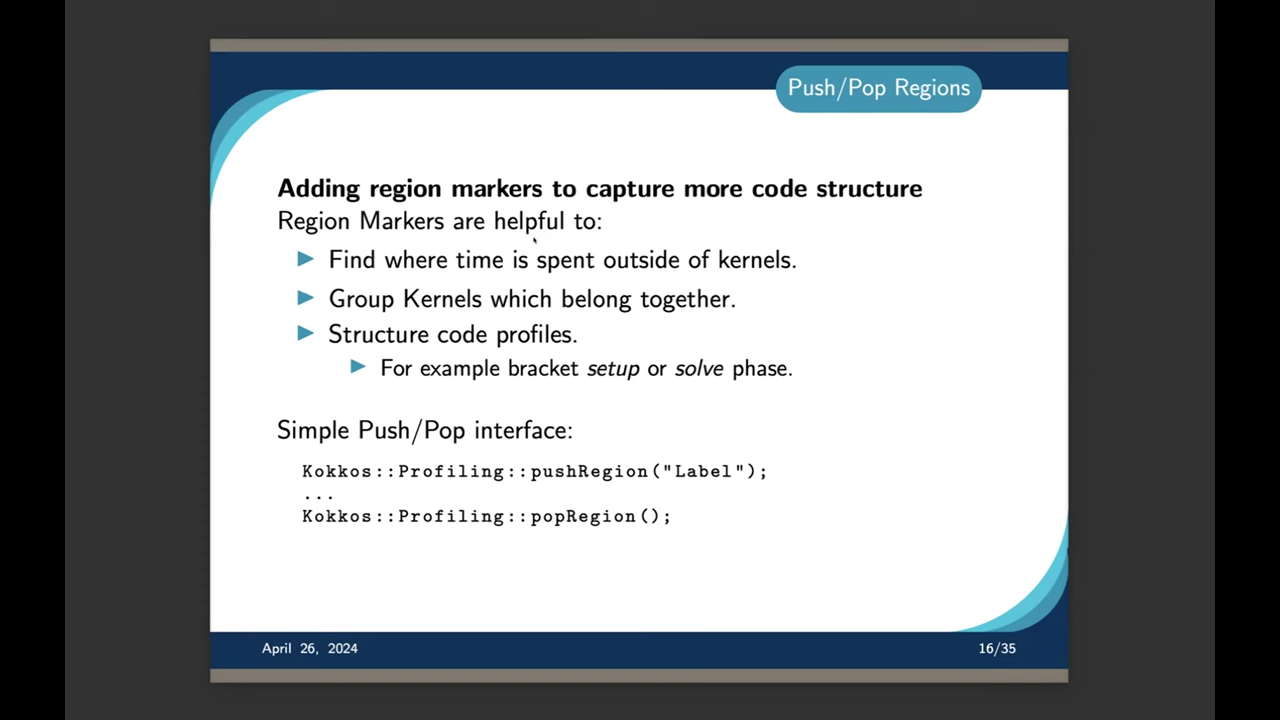 Push/Pop Regions
Adding region markers to capture more code structure
Region Markers are helpful to:
Find where time is spent outside of kernels.
Group Kernels which belong together.
Structure code profiles.
For example bracket setup or solve phase.
Simple Push/Pop interface:
Kokkos::Profiling::pushRegion("Label");
...
Kokkos::Profiling::popRegion();
April 26, 2024
16/35